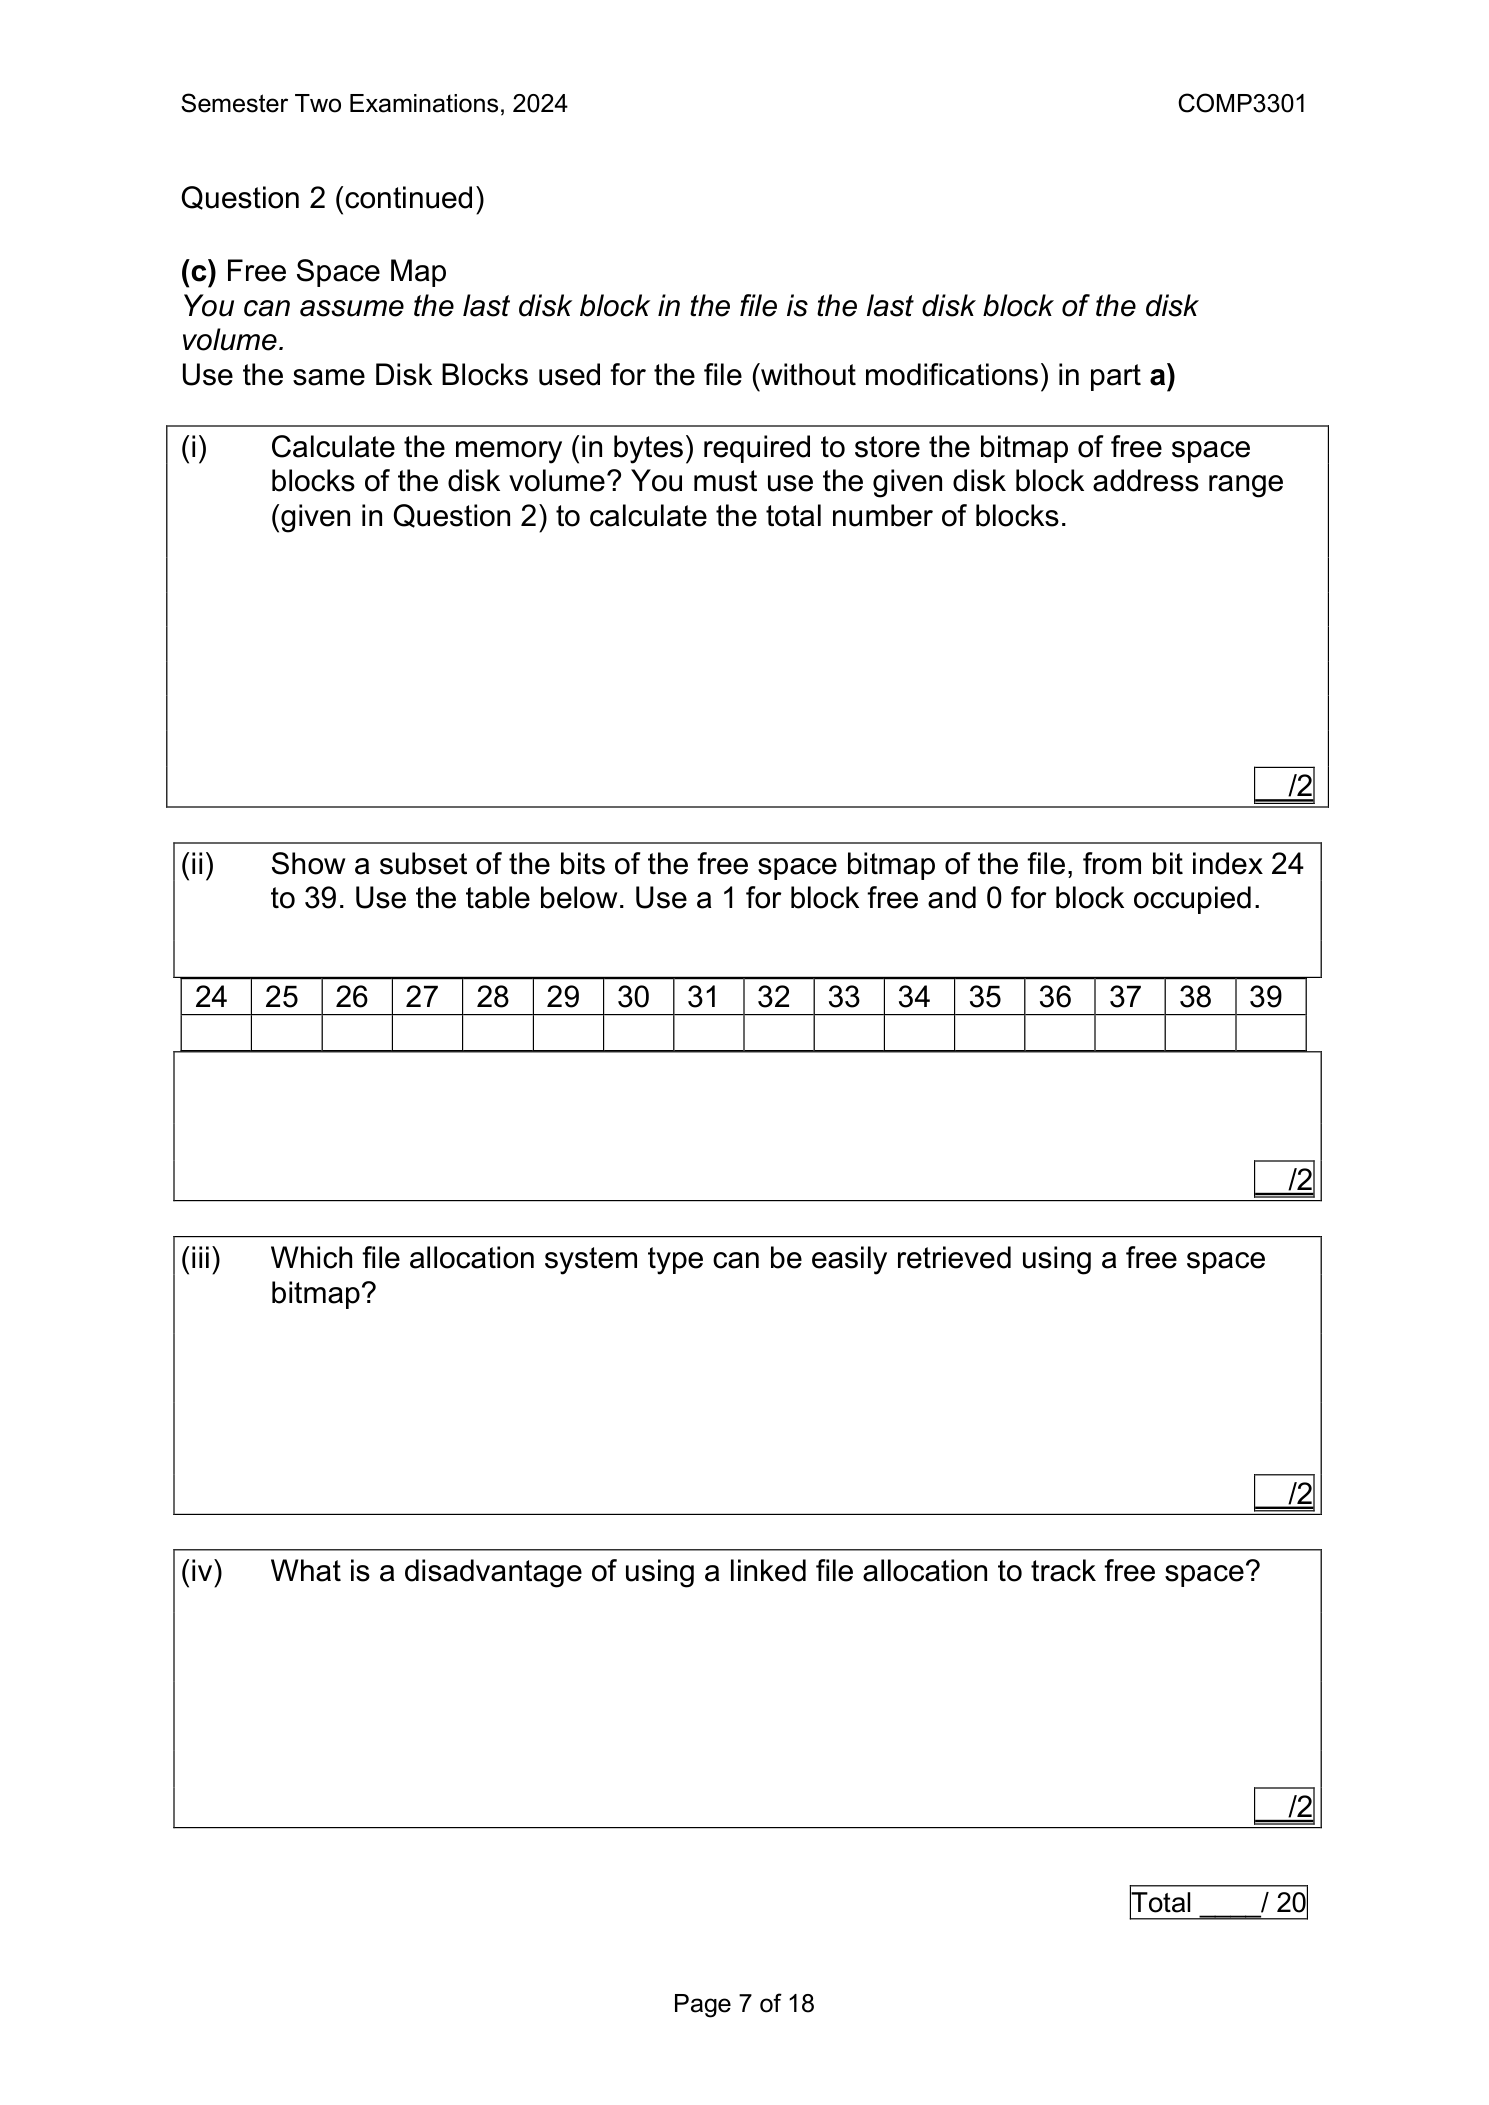 Semester Two Examinations, 2024 COMP3301
Question 2 (continued)
(c) Free Space Map
You can assume the last disk block in the file is the last disk block of the disk
volume.
Use the same Disk Blocks used for the file (without modifications) in part a)
(i) Calculate the memory (in bytes) required to store the bitmap of free space
blocks of the disk volume? You must use the given disk block address range
(given in Question 2) to calculate the total number of blocks.
__/2
(ii) Show a subset of the bits of the free space bitmap of the file, from bit index 24
to 39. Use the table below. Use a 1 for block free and 0 for block occupied.
24 25 26 27 28 29 30 31 32 33 34 35 36 37 38 39
__/2
(iii) Which file allocation system type can be easily retrieved using a free space
bitmap?
__/2
(iv) What is a disadvantage of using a linked file allocation to track free space?
__/2
Total ____/ 20
Page 7 of 18